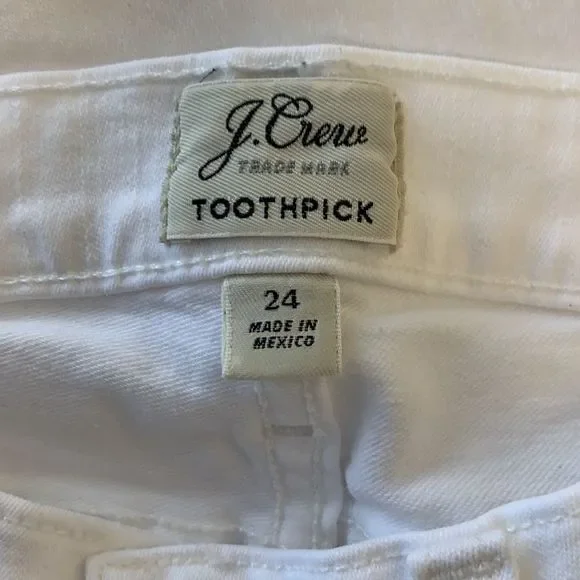 J.Crew
TRADE MARK
TOOTHPICK
24
MADE IN
MEXICO